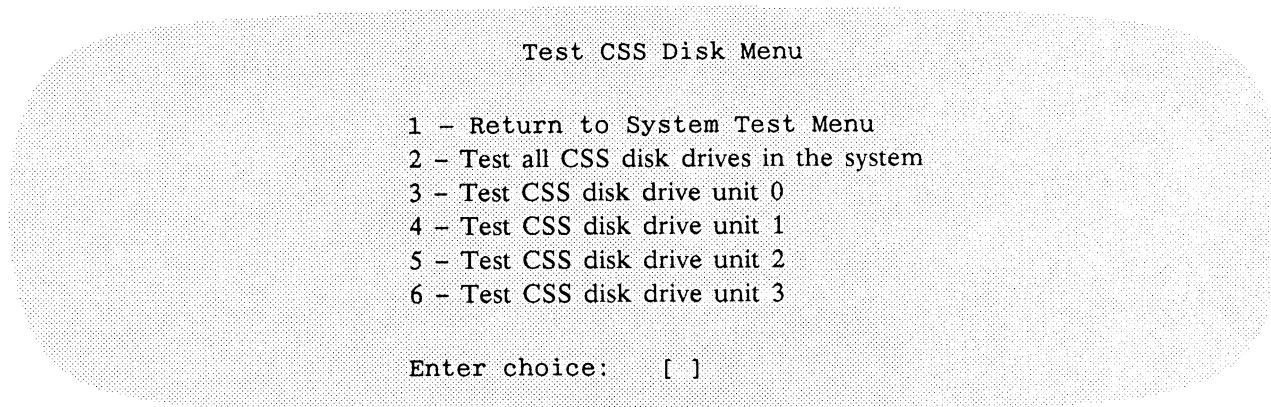 Test CSS Disk Menu
1 - Return to System Test Menu
2 – Test all CSS disk drives in the system
3 – Test CSS disk drive unit 0
4 – Test CSS disk drive unit 1
5 – Test CSS disk drive unit 2
6 – Test CSS disk drive unit 3
Enter choice: [ ]